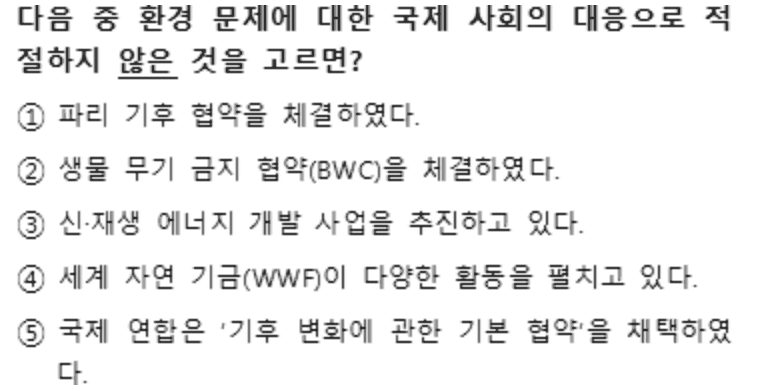 다음 중 환경 문제에 대한 국제 사회의 대응으로 적
절하지 않은 것을 고르면?
① 파리 기후 협약을 체결하였다.
② 생물 무기 금지 협약(BWC)을 체결하였다.
③ 신·재생 에너지 개발 사업을 추진하고 있다.
④ 세계 자연 기금(WWF)이 다양한 활동을 펼치고 있다.
⑤ 국제 연합은 '기후 변화에 관한 기본 협약'을 채택하였
다.